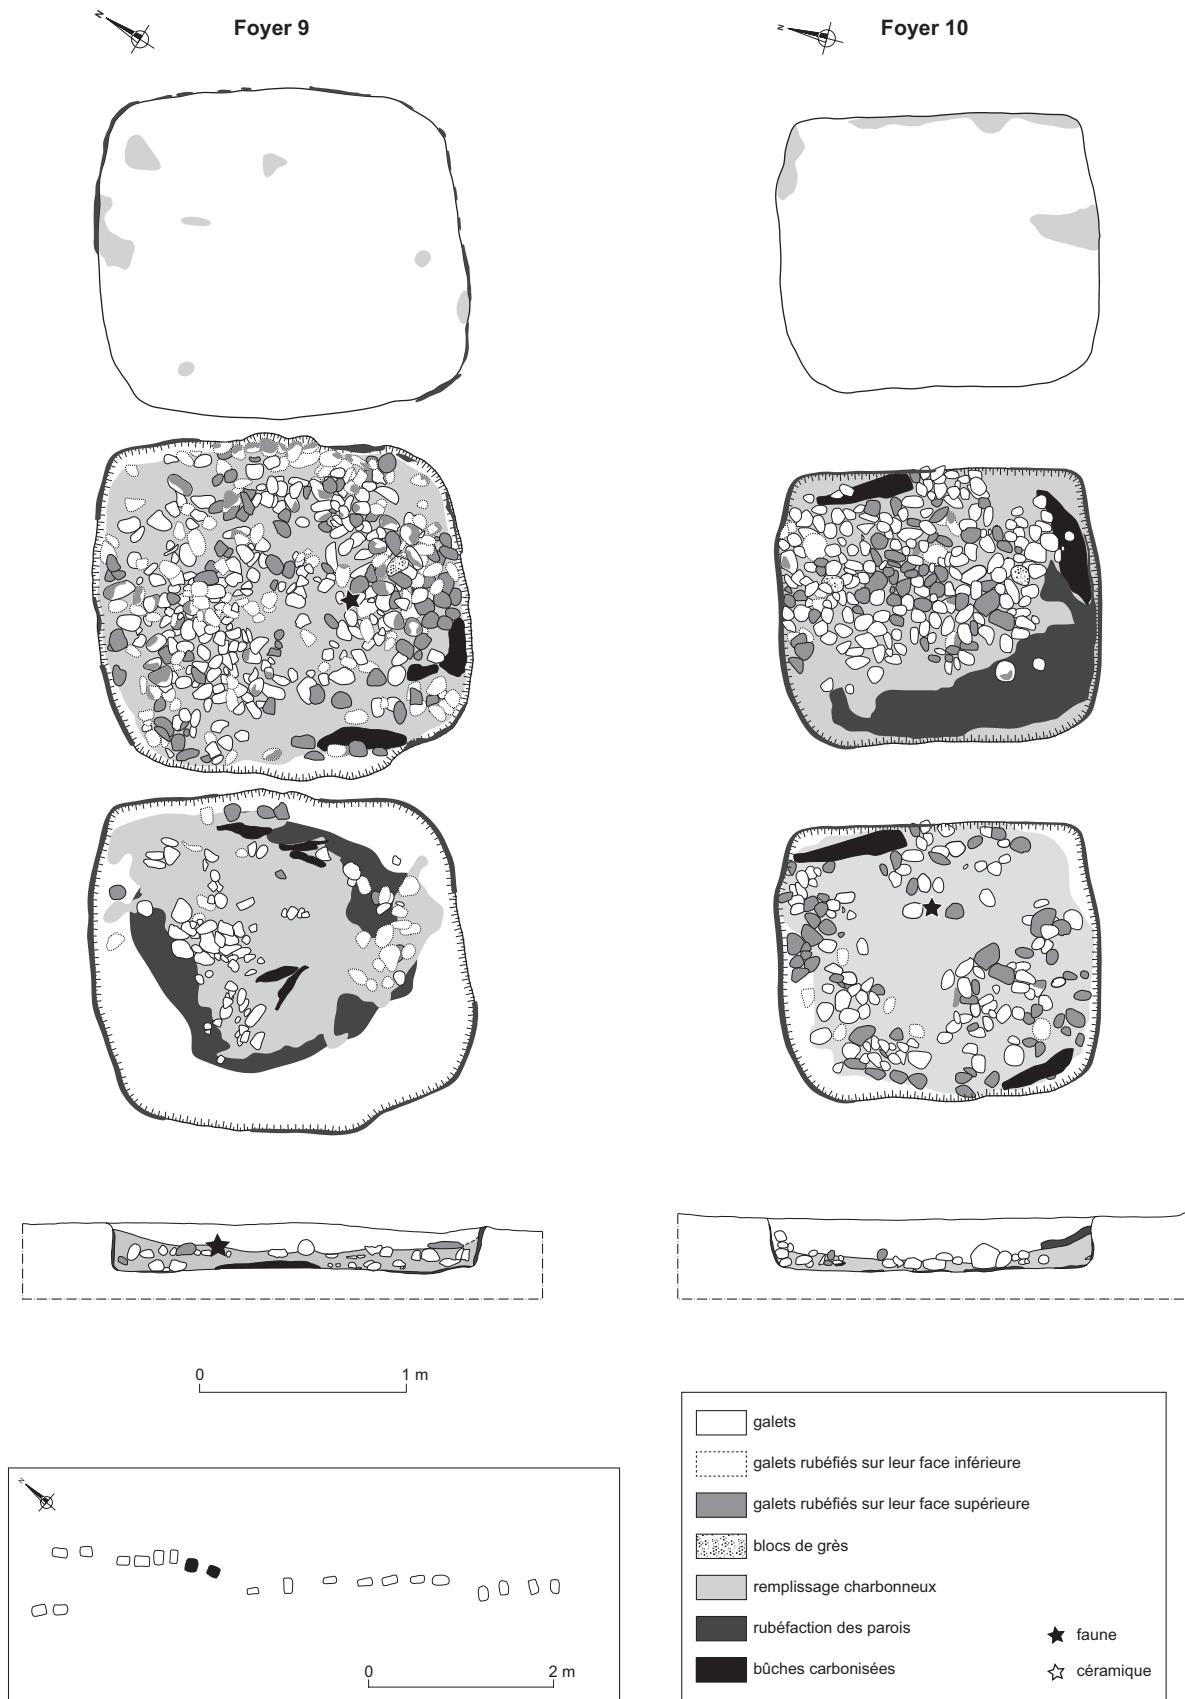 N
Foyer 9
N
Foyer 10
0 1 m
N
0 2 m
galets
galets rubéfiés sur leur face inférieure
galets rubéfiés sur leur face supérieure
blocs de grès
remplissage charbonneux
rubéfaction des parois
bûches carbonisées
faune
céramique